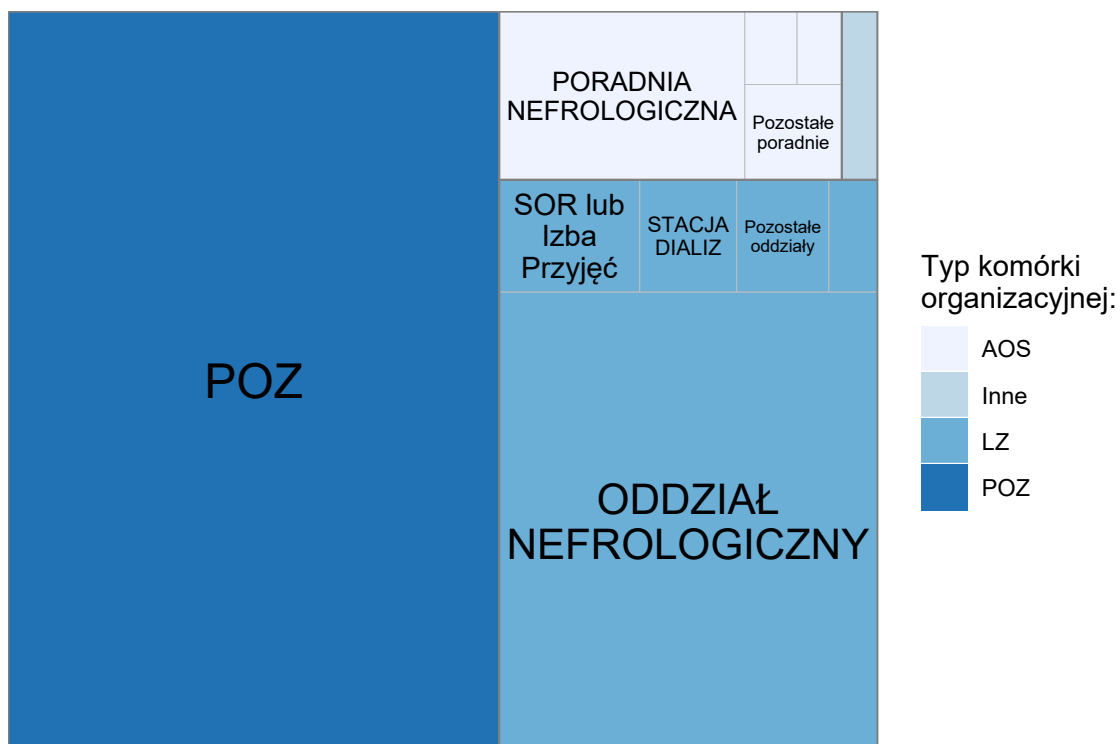 POZ
PORADNIA
NEFROLOGICZNA
Pozostałe
poradnie
SOR lub
Izba
Przyjęć
STACJA
DIALIZ
Pozostałe
oddziały
ODDZIAŁ
NEFROLOGICZNY
Typ komórki
organizacyjnej:
AOS
Inne
LZ
POZ